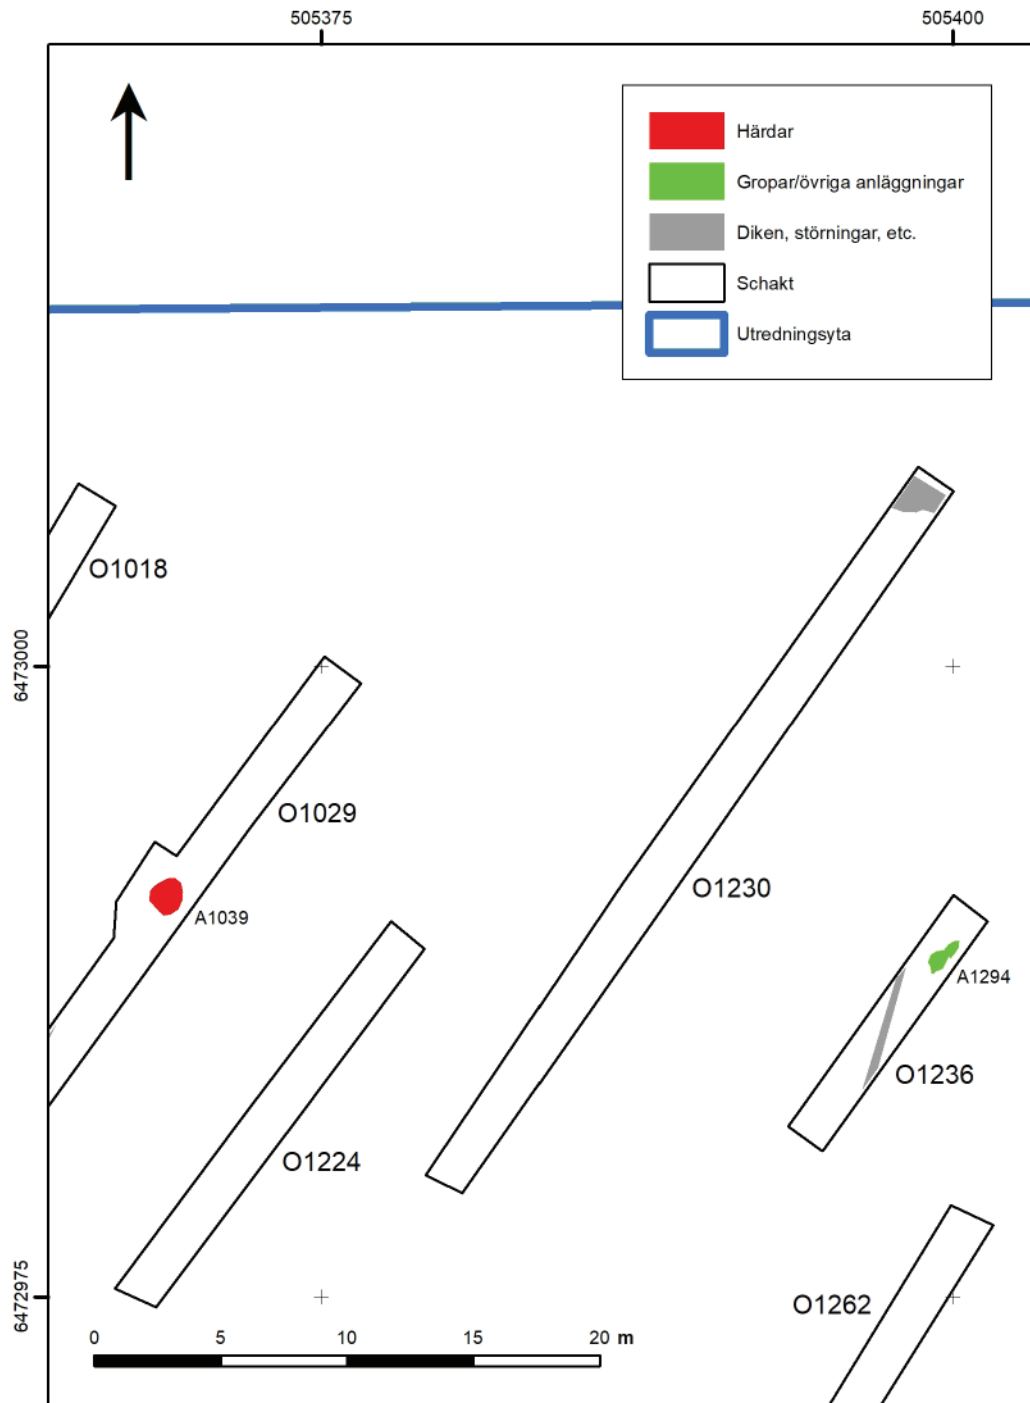 505375
505400
Härdar
Gropar/övriga anläggningar
Diken, störningar, etc.
Schakt
Utredningsyta
O1018
6473000
O1029
O1230
A1039
A1294
O1236
O1224
6472975
O1262
0 5 10 15 20 m